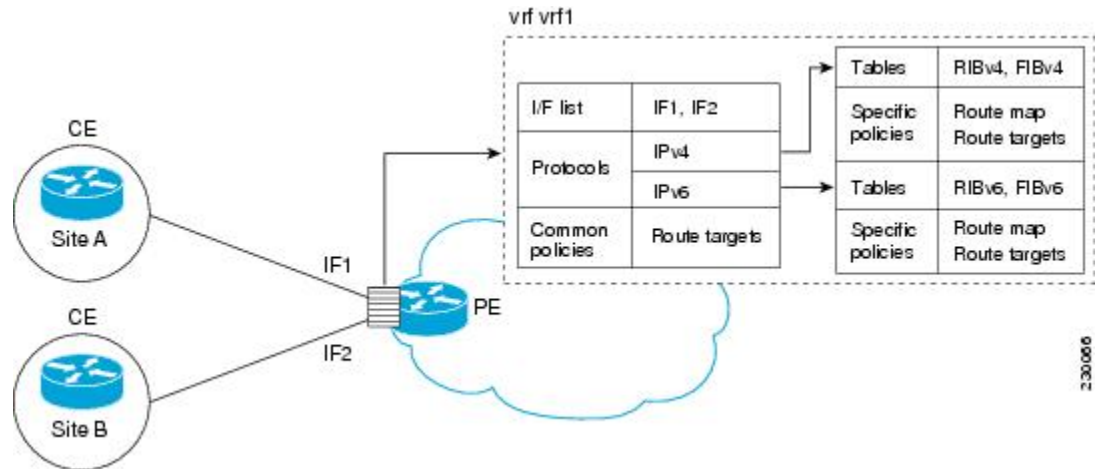 vrf vrf1
Tables RIBv4, FIBv4
I/F list IF1, IF2
Specific policies Route map
Route targets
CE
Protocols IPv4
IPv6
Tables RIBv6, FIBv6
Site A
Common policies Route targets
Specific policies Route map
Route targets
IF1
CE
PE
IF2
Site B
230066